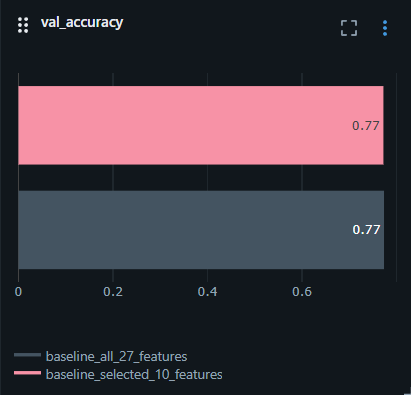 val_accuracy
0.77
0.77
0 0.2 0.4 0.6
baseline_all_27_features
baseline_selected_10_features